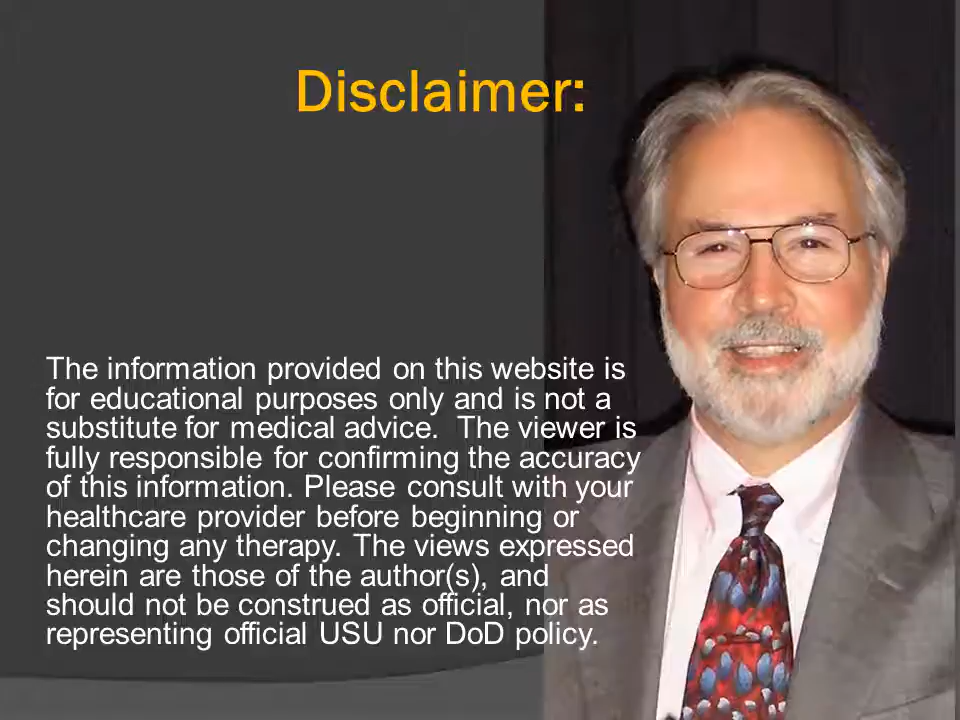 Disclaimer:
The information provided on this website is
for educational purposes only and is not a
substitute for medical advice.  The viewer is
fully responsible for confirming the accuracy
of this information. Please consult with your
healthcare provider before beginning or
changing any therapy. The views expressed
herein are those of the author(s), and
should not be construed as official, nor as
representing official USU nor DoD policy.